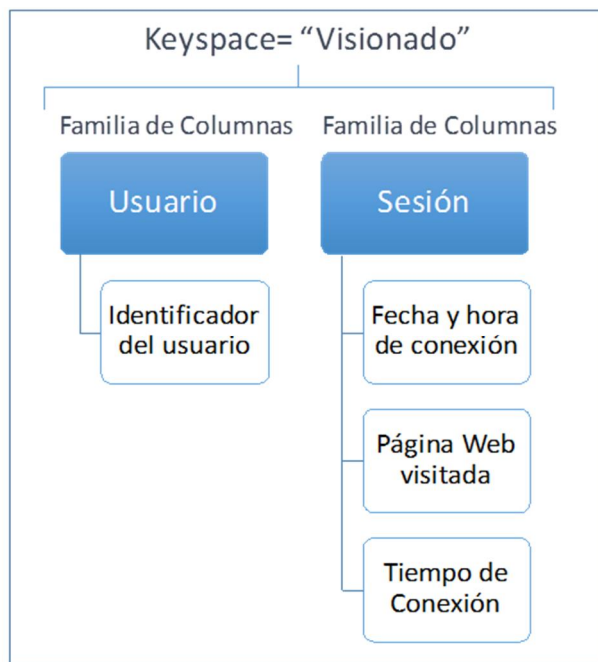 Keyspace= “Visionado”
Familia de Columnas
Familia de Columnas
Usuario
Sesión
Identificador
del usuario
Fecha y hora
de conexión
Página Web
visitada
Tiempo de
Conexión